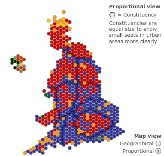 Proportional view
= Constituency
Constituencies are
equal size to show
small seats in urban
areas more clearly
Map view
Geographical
Proportional